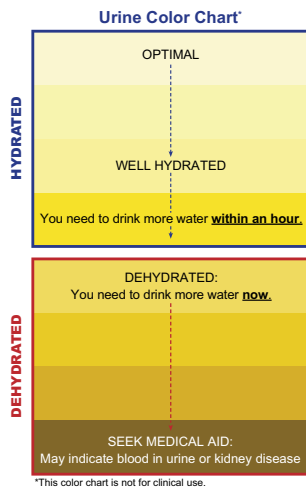 Urine Color Chart*
HYDRATED
OPTIMAL
WELL HYDRATED
You need to drink more water within an hour.
DEHYDRATED
DEHYDRATED:
You need to drink more water now.
SEEK MEDICAL AID:
May indicate blood in urine or kidney disease
*This color chart is not for clinical use.